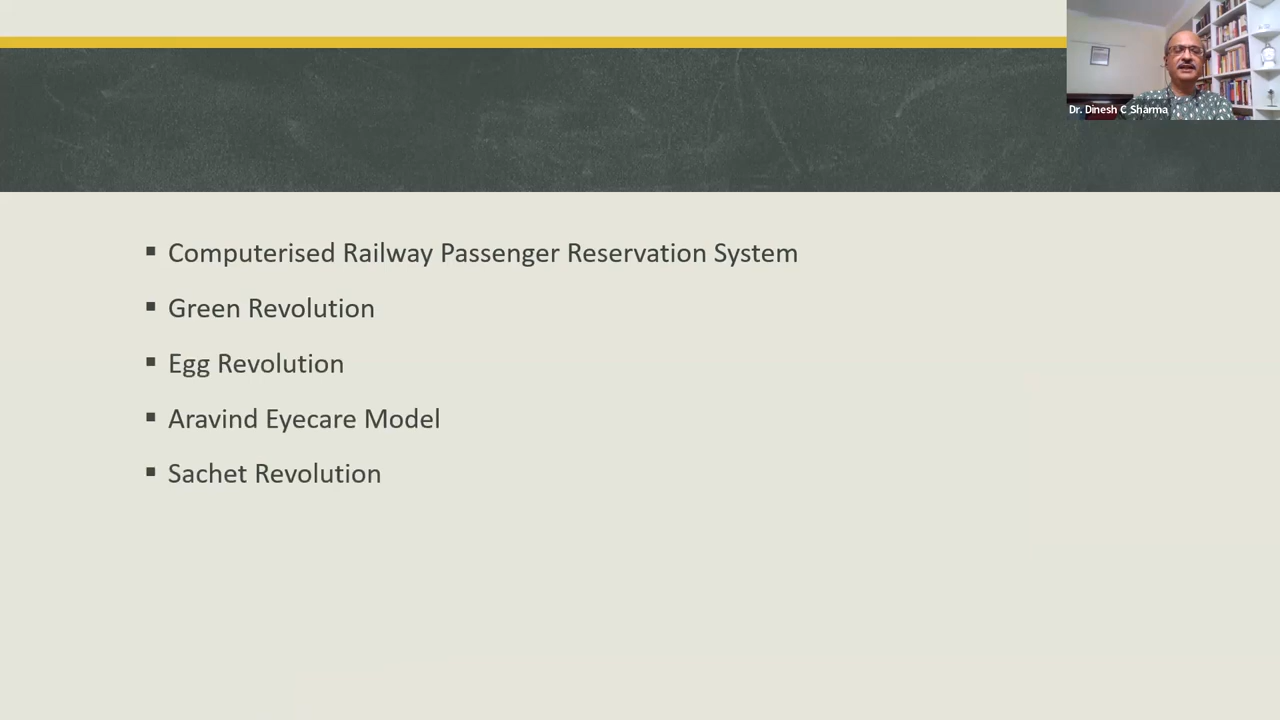 Dr. Dinesh C Sharma
Computerised Railway Passenger Reservation System
Green Revolution
Egg Revolution
Aravind Eyecare Model
Sachet Revolution